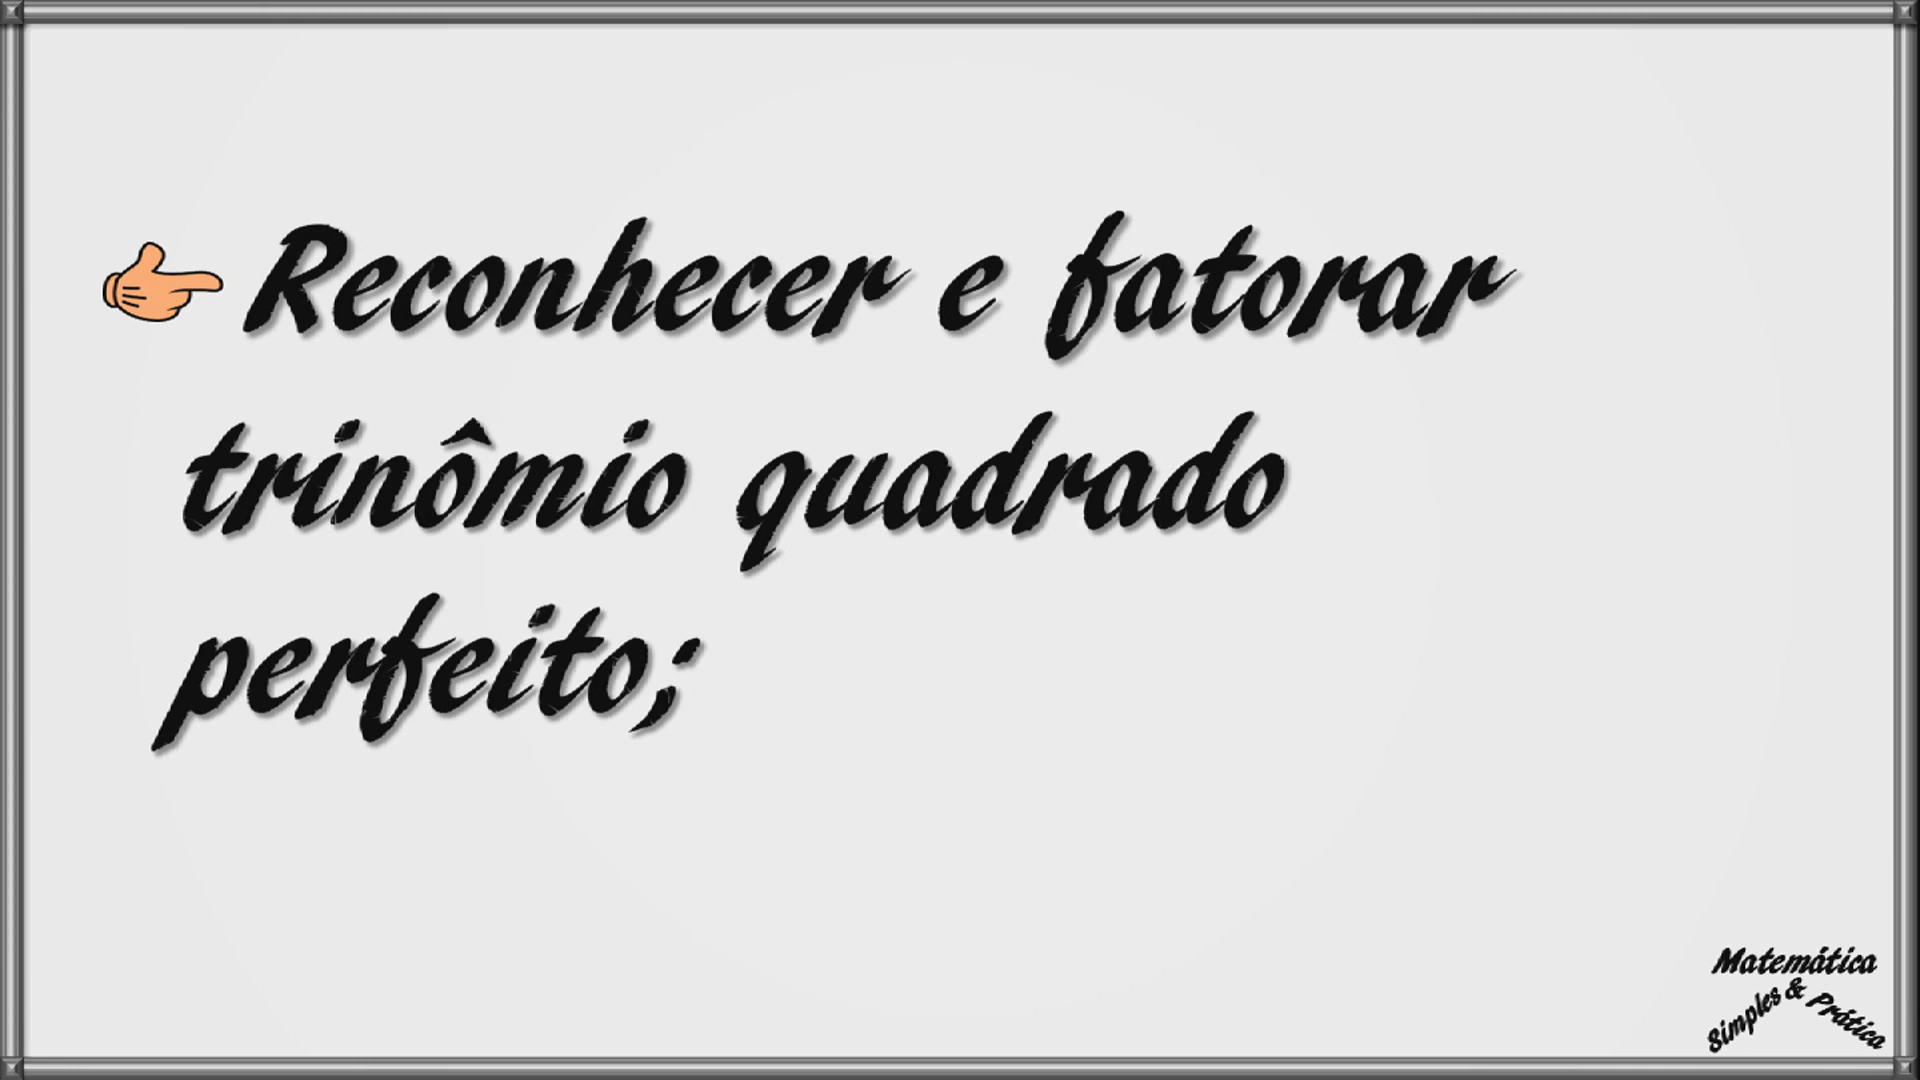 Reconhecer e fatorar
trinômio quadrado
perfeito;
Matemática
Simples & Prática